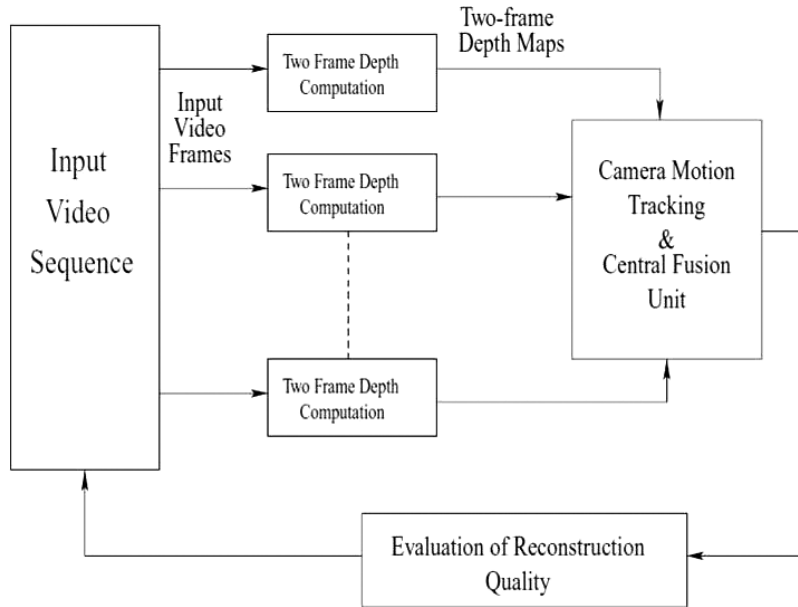 Two-frame
Depth Maps
Two Frame Depth
Computation
Input
Video
Frames
Input
Video
Sequence
Two Frame Depth
Computation
Camera Motion
Tracking
&
Central Fusion
Unit
Two Frame Depth
Computation
Evaluation of Reconstruction
Quality